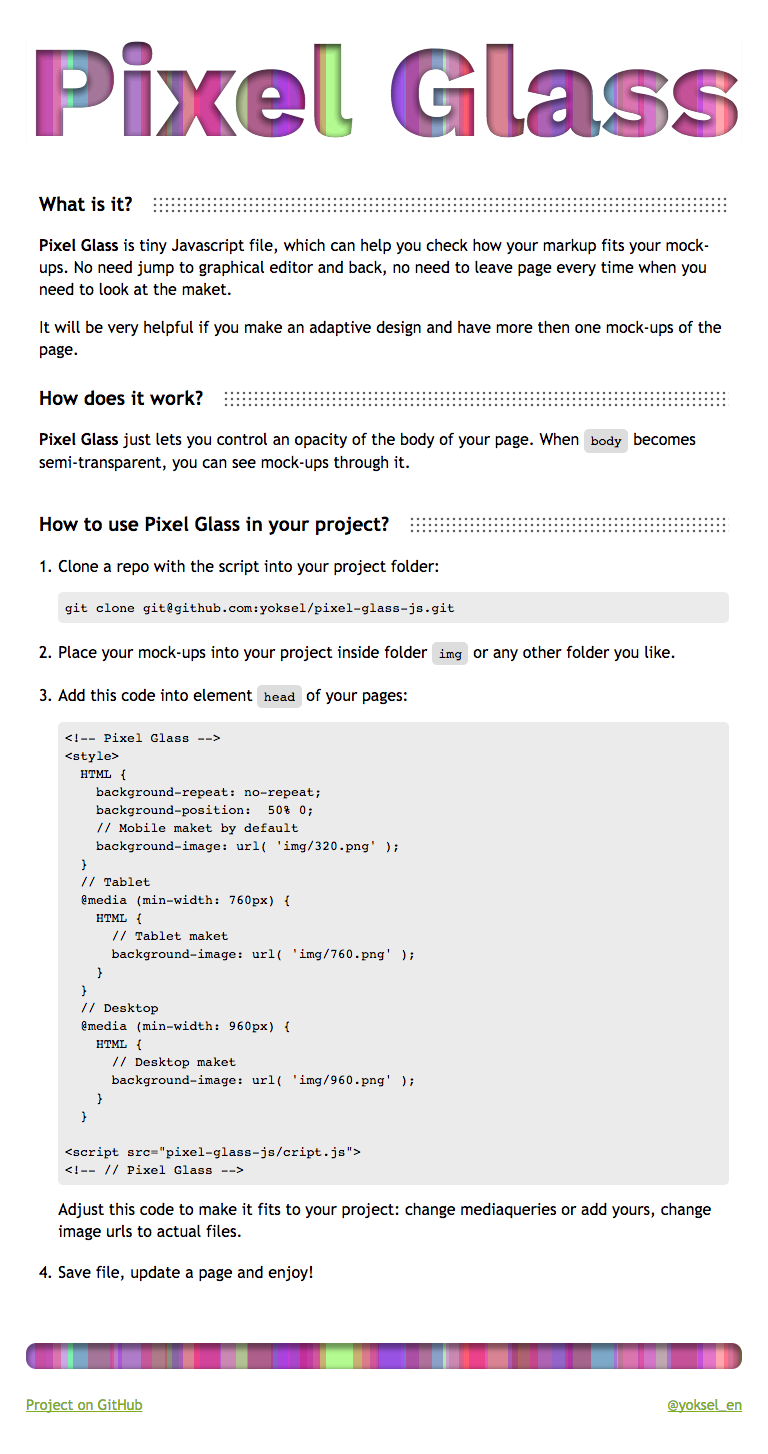 Pixel Glass
What is it?
Pixel Glass is tiny Javascript file, which can help you check how your markup fits your mock-
ups. No need jump to graphical editor and back, no need to leave page every time when you
need to look at the maket.
It will be very helpful if you make an adaptive design and have more then one mock-ups of the
page.
How does it work?
Pixel Glass just lets you control an opacity of the body of your page. When body becomes
semi-transparent, you can see mock-ups through it.
How to use Pixel Glass in your project?
1. Clone a repo with the script into your project folder:
git clone git@github.com:yoksel/pixel-glass-js.git
2. Place your mock-ups into your project inside folder img or any other folder you like.
3. Add this code into element head of your pages:
<!-- Pixel Glass -->
<style>
  HTML {
    background-repeat: no-repeat;
    background-position:  50% 0;
    // Mobile maket by default
    background-image: url( 'img/320.png' );
  }
  // Tablet
  @media (min-width: 760px) {
    HTML {
      // Tablet maket
      background-image: url( 'img/760.png' );
    }
  }
  // Desktop
  @media (min-width: 960px) {
    HTML {
      // Desktop maket
      background-image: url( 'img/960.png' );
    }
  }
<script src="pixel-glass-js/cript.js">
<!-- // Pixel Glass -->
Adjust this code to make it fits to your project: change mediaqueries or add yours, change
image urls to actual files.
4. Save file, update a page and enjoy!
Project on GitHub
@yoksel_en